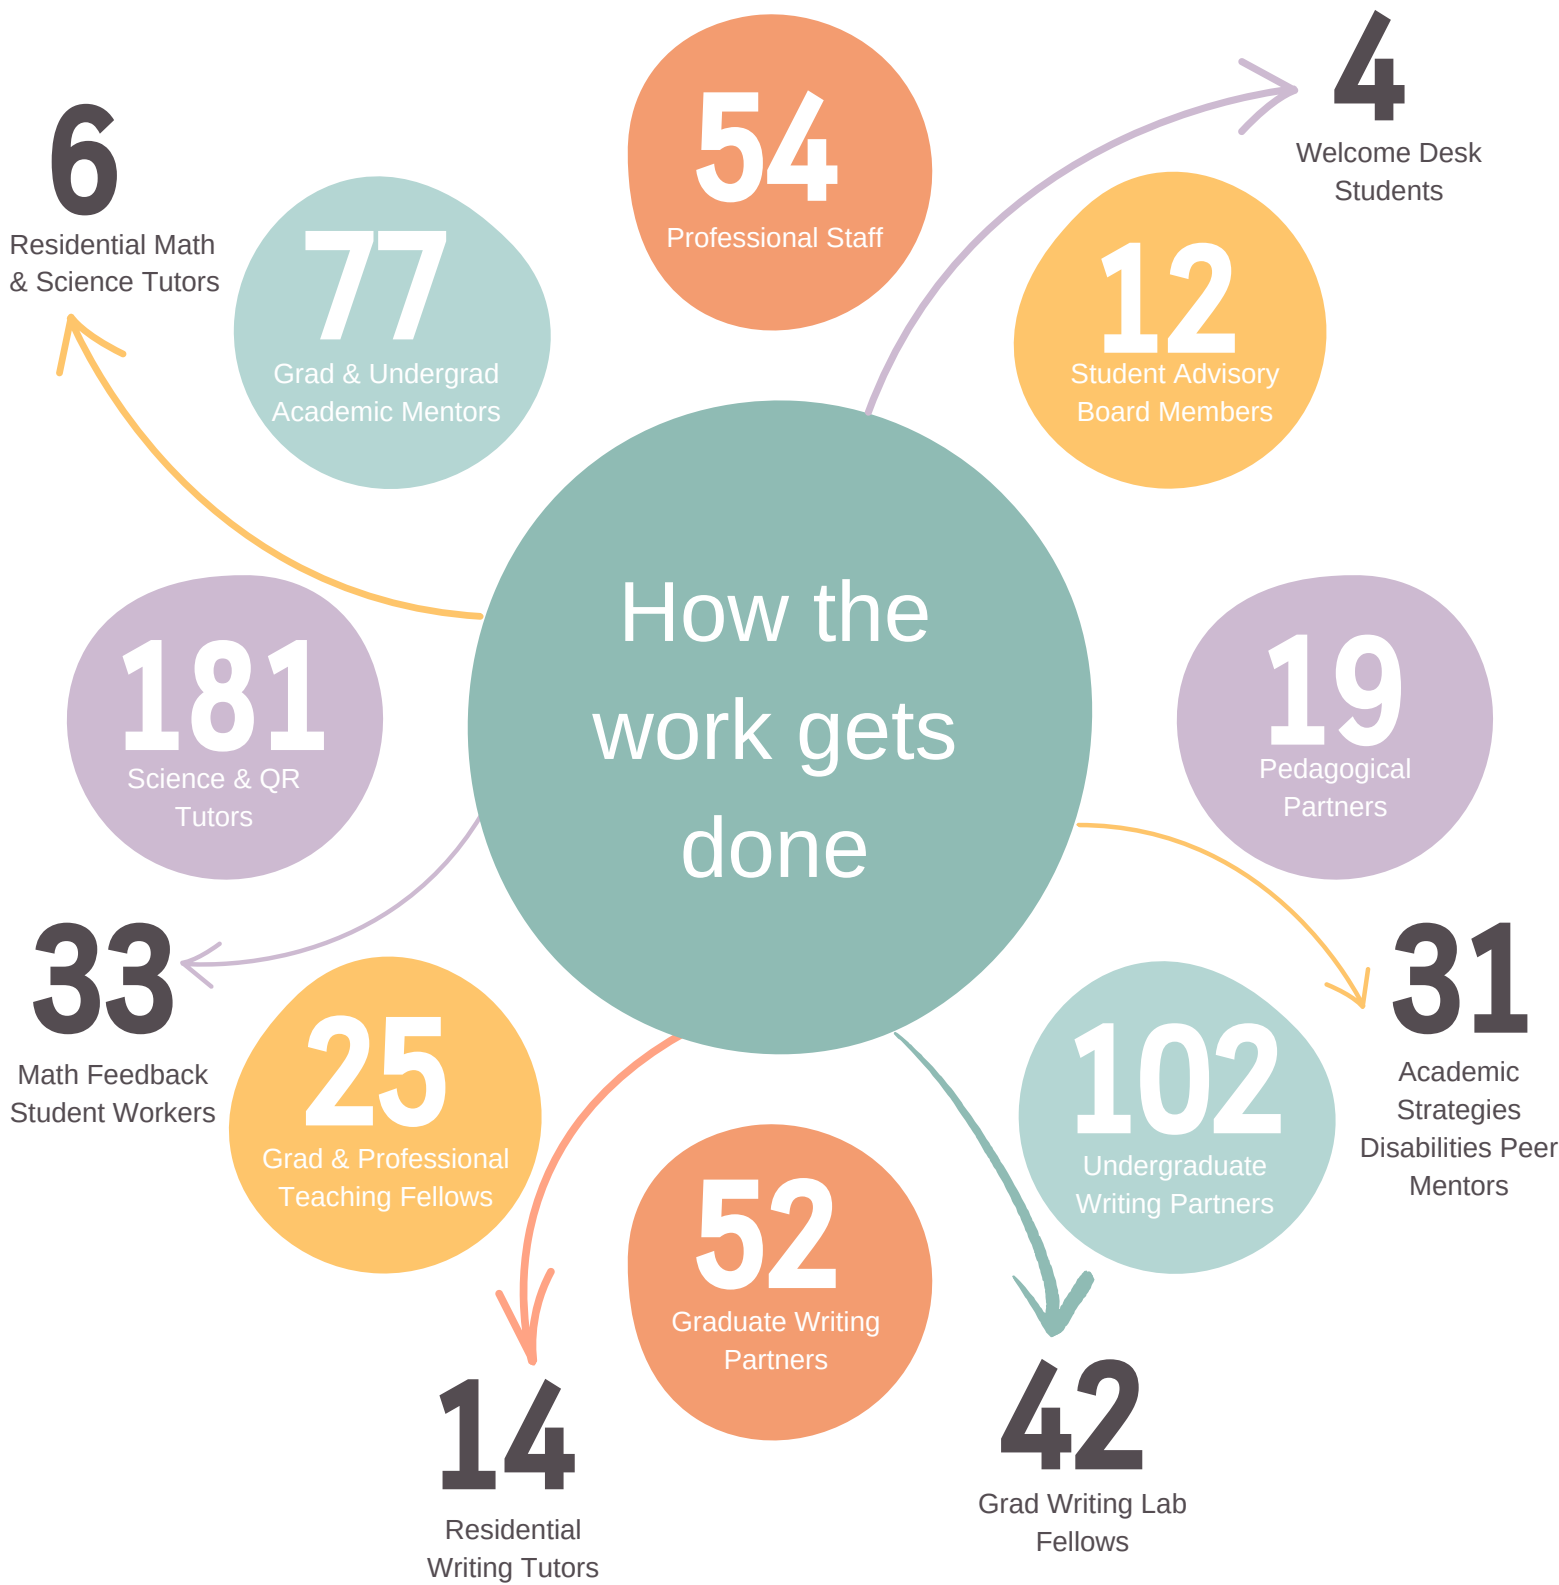 54
Professional Staff
4
Welcome Desk
Students
12
Student Advisory
Board Members
6
Residential Math
& Science Tutors
77
Grad & Undergrad
Academic Mentors
How the
work gets
done
181
Science & QR
Tutors
19
Pedagogical
Partners
33
Math Feedback
Student Workers
31
Academic
Strategies
Disabilities Peer
Mentors
25
Grad & Professional
Teaching Fellows
102
Undergraduate
Writing Partners
52
Graduate Writing
Partners
14
Residential
Writing Tutors
42
Grad Writing Lab
Fellows